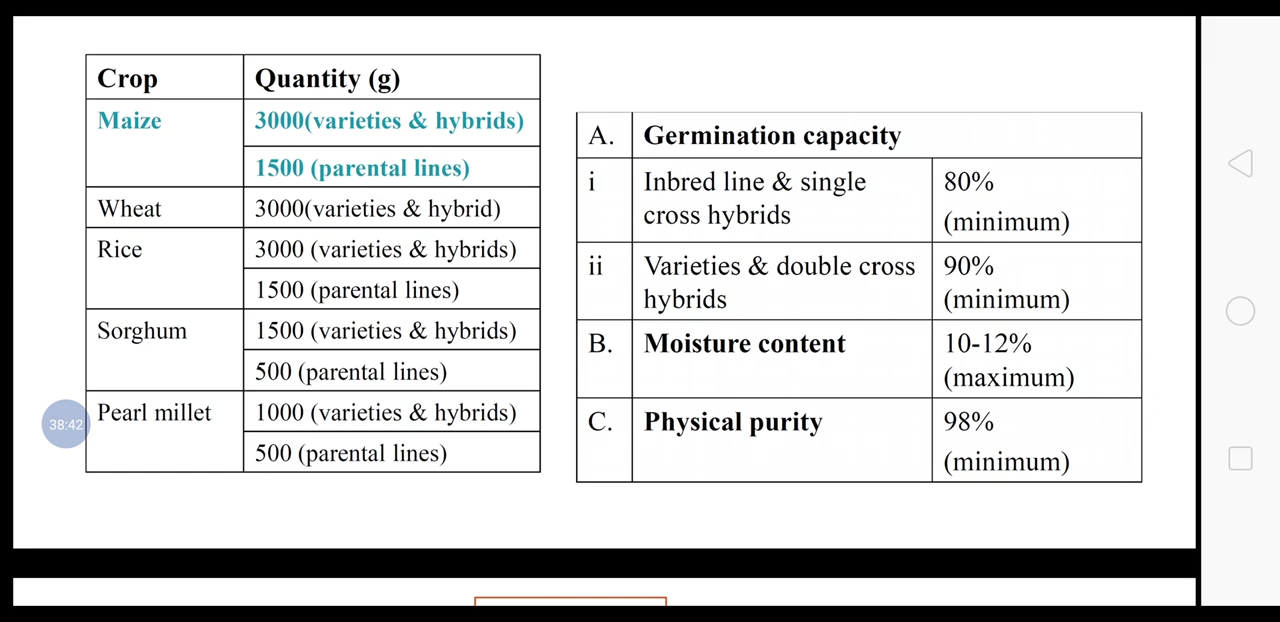 Crop Quantity (g)
Maize 3000(varieties & hybrids)
1500 (parental lines)
Wheat 3000(varieties & hybrid)
Rice 3000 (varieties & hybrids)
1500 (parental lines)
Sorghum 1500 (varieties & hybrids)
500 (parental lines)
Pearl millet 1000 (varieties & hybrids)
500 (parental lines)
38:42
A. Germination capacity
i Inbred line & single 80%
cross hybrids (minimum)
ii Varieties & double cross 90%
hybrids (minimum)
B. Moisture content 10-12%
(maximum)
C. Physical purity 98%
(minimum)